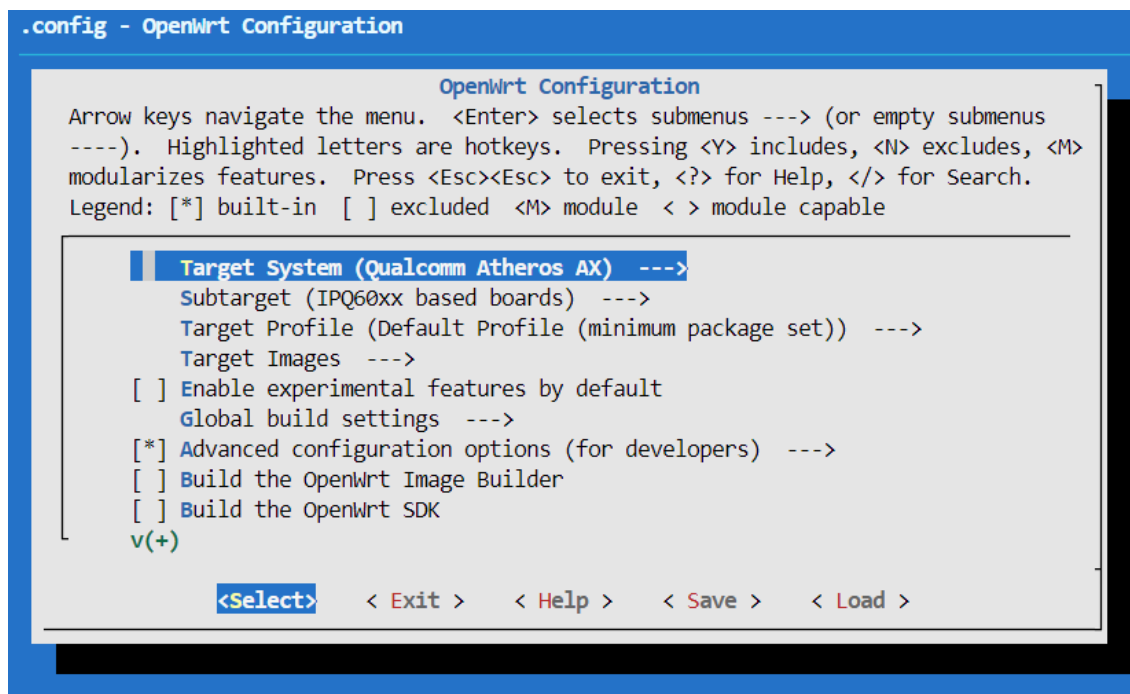 .config - OpenWrt Configuration
OpenWrt Configuration
Arrow keys navigate the menu.  <Enter> selects submenus ---> (or empty submenus
----).  Highlighted letters are hotkeys.  Pressing <Y> includes, <N> excludes, <M>
modularizes features.  Press <Esc><Esc> to exit, <?> for Help, </> for Search.
Legend: [*] built-in  [ ] excluded  <M> module  < > module capable
Target System (Qualcomm Atheros AX)  --->
Subtarget (IPQ60xx based boards)  --->
Target Profile (Default Profile (minimum package set))  --->
Target Images  --->
[ ] Enable experimental features by default
Global build settings  --->
[*] Advanced configuration options (for developers)  --->
[ ] Build the OpenWrt Image Builder
[ ] Build the OpenWrt SDK
v(+)
<Select>    < Exit >    < Help >    < Save >    < Load >